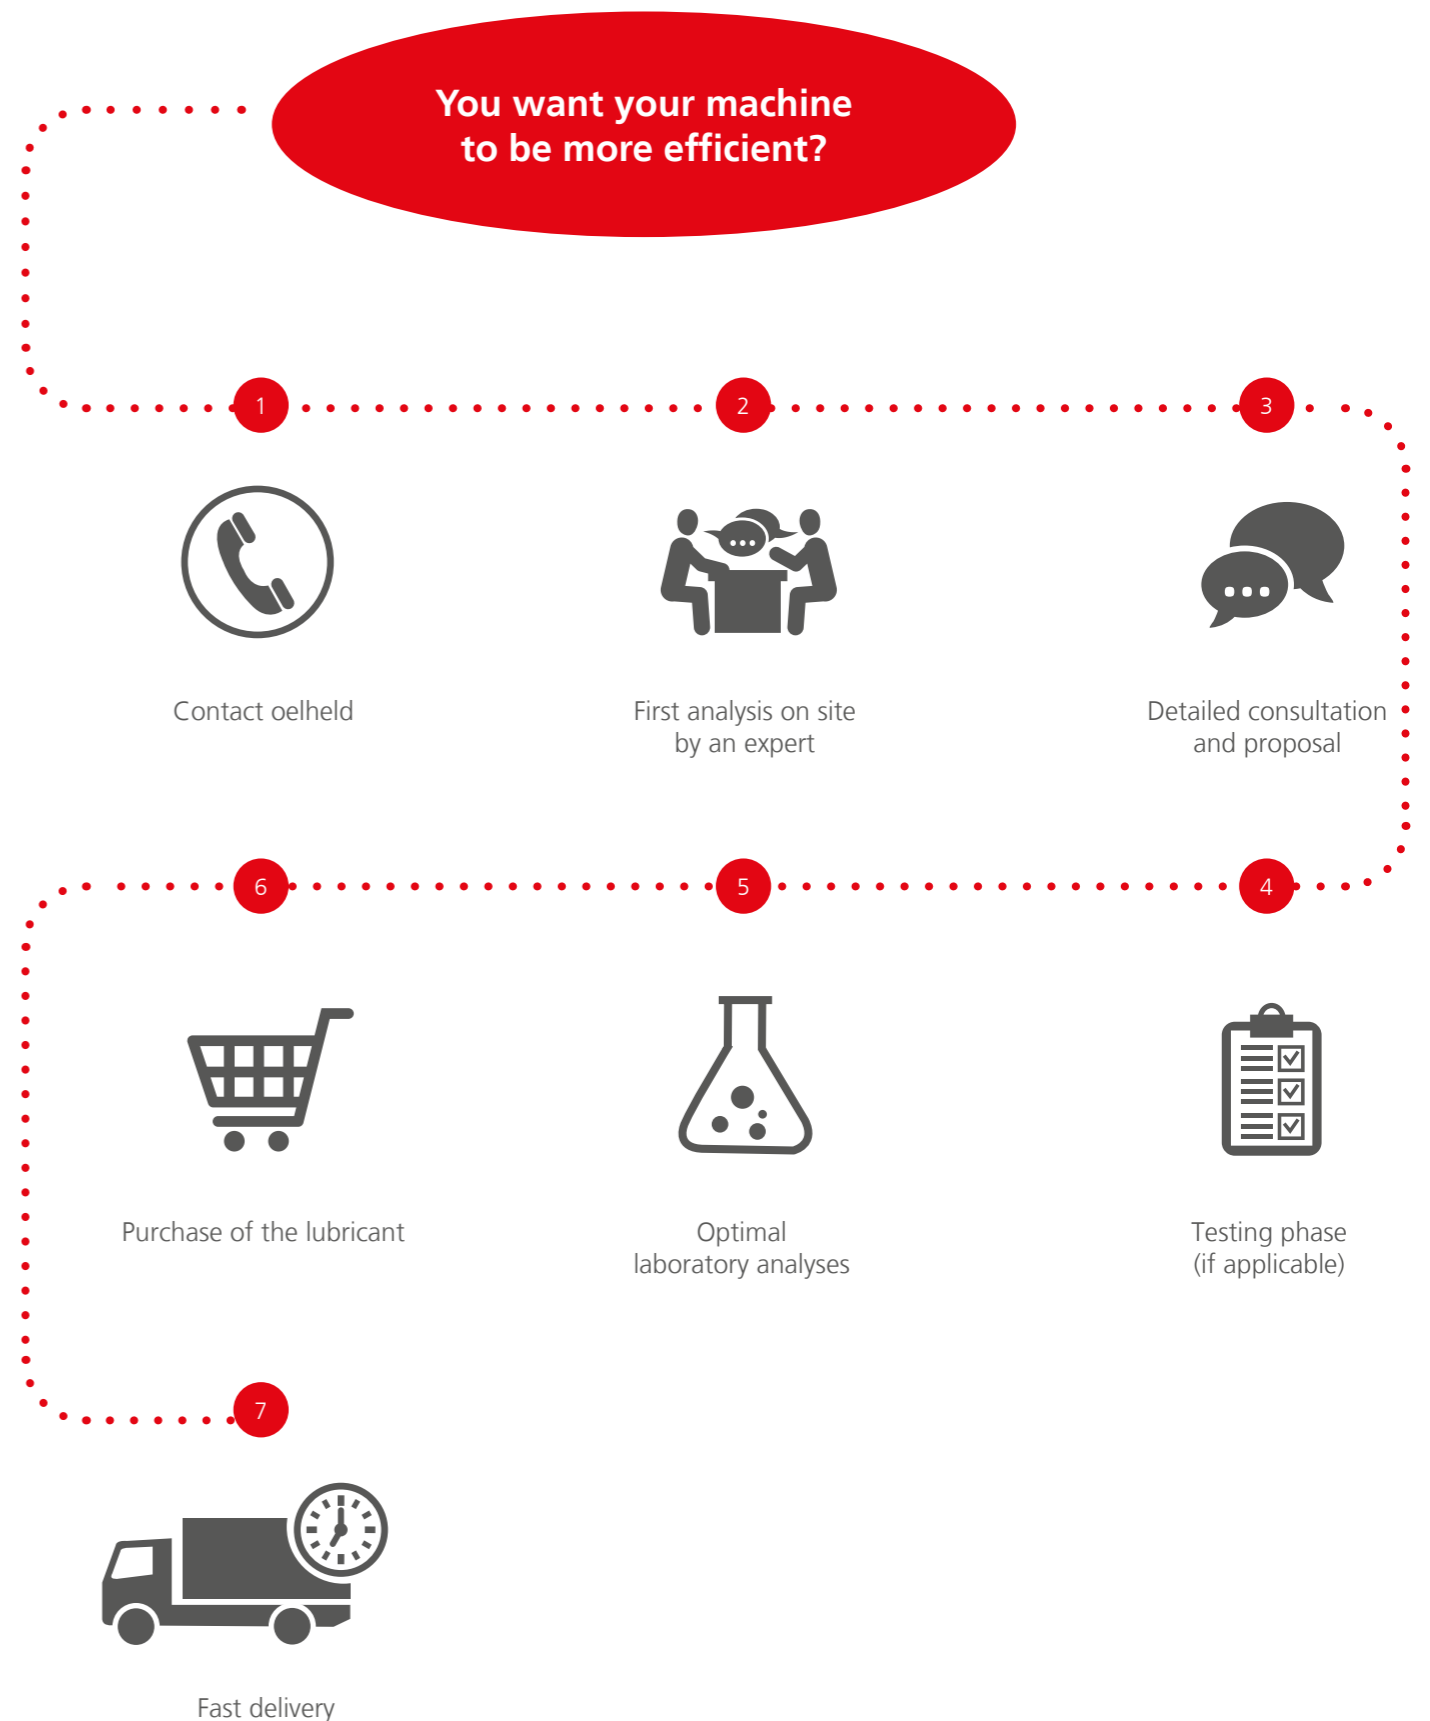 You want your machine
to be more efficient?
1
2
3
Contact oelheld
First analysis on site
by an expert
Detailed consultation
and proposal
6
5
4
Purchase of the lubricant
Optimal
laboratory analyses
Testing phase
(if applicable)
7
Fast delivery